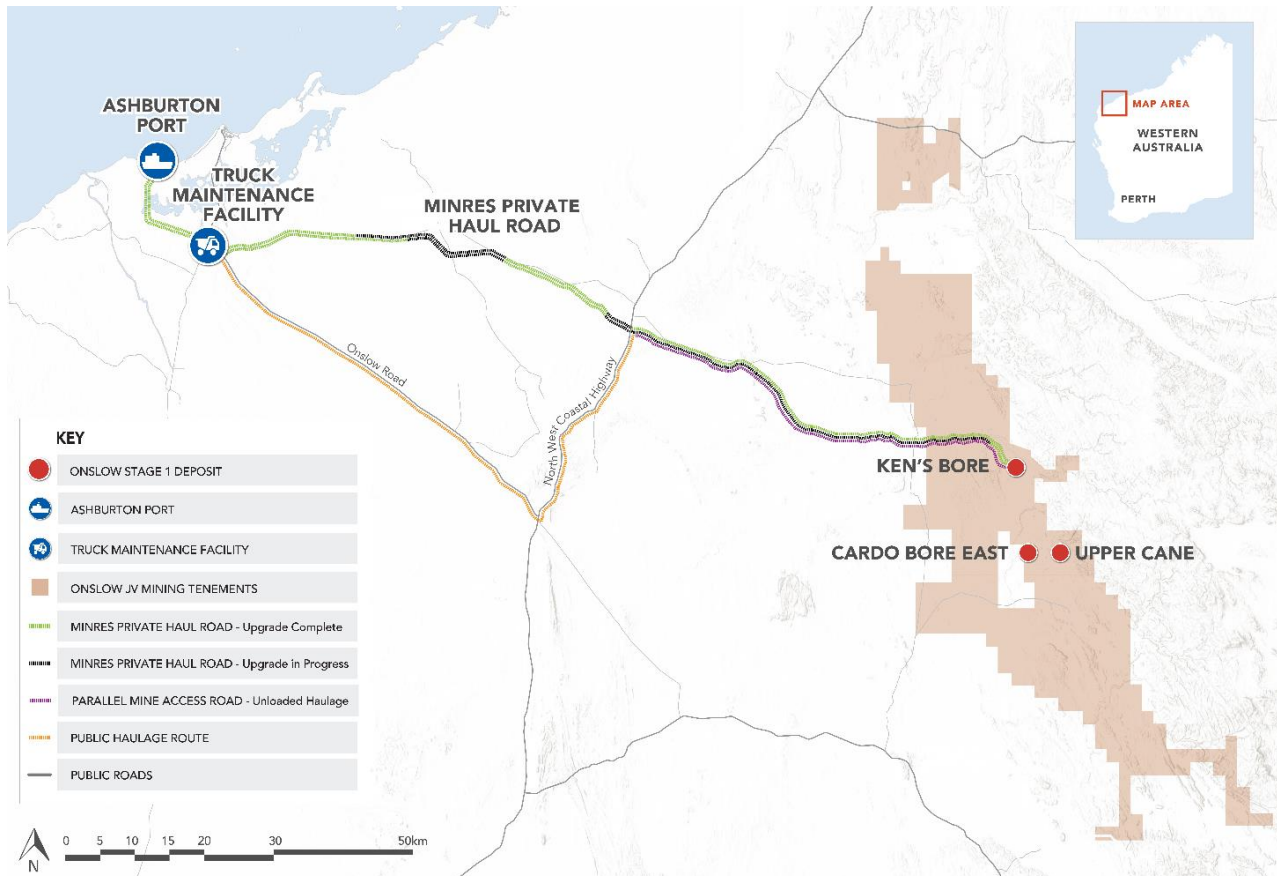 ASHBURTON
PORT
TRUCK
MAINTENANCE
FACILITY
MINRES PRIVATE
HAUL ROAD
MAP AREA
WESTERN
AUSTRALIA
PERTH
Onslow Road
North West Coastal Highway
KEN'S BORE
CARDO BORE EAST
UPPER CANE
KEY
ONSLOW STAGE 1 DEPOSIT
ASHBURTON PORT
TRUCK MAINTENANCE FACILITY
ONSLOW JV MINING TENEMENTS
MINRES PRIVATE HAUL ROAD - Upgrade Complete
MINRES PRIVATE HAUL ROAD - Upgrade in Progress
PARALLEL MINE ACCESS ROAD - Unloaded Haulage
PUBLIC HAULAGE ROUTE
PUBLIC ROADS
N
0 5 10 15 20 30 50km